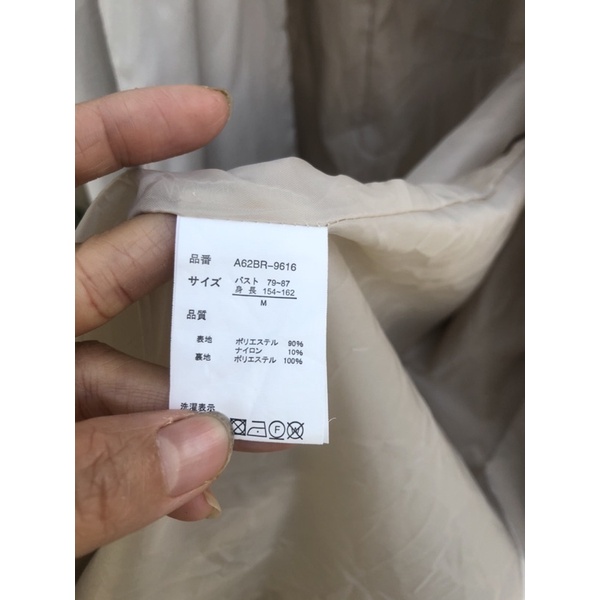 品番 A62BR-9616
サイズ バスト 79~87
身長 154~162
M
品質
表地 ポリエステル 90%
ナイロン 10%
裏地 ポリエステル 100%
洗濯表示